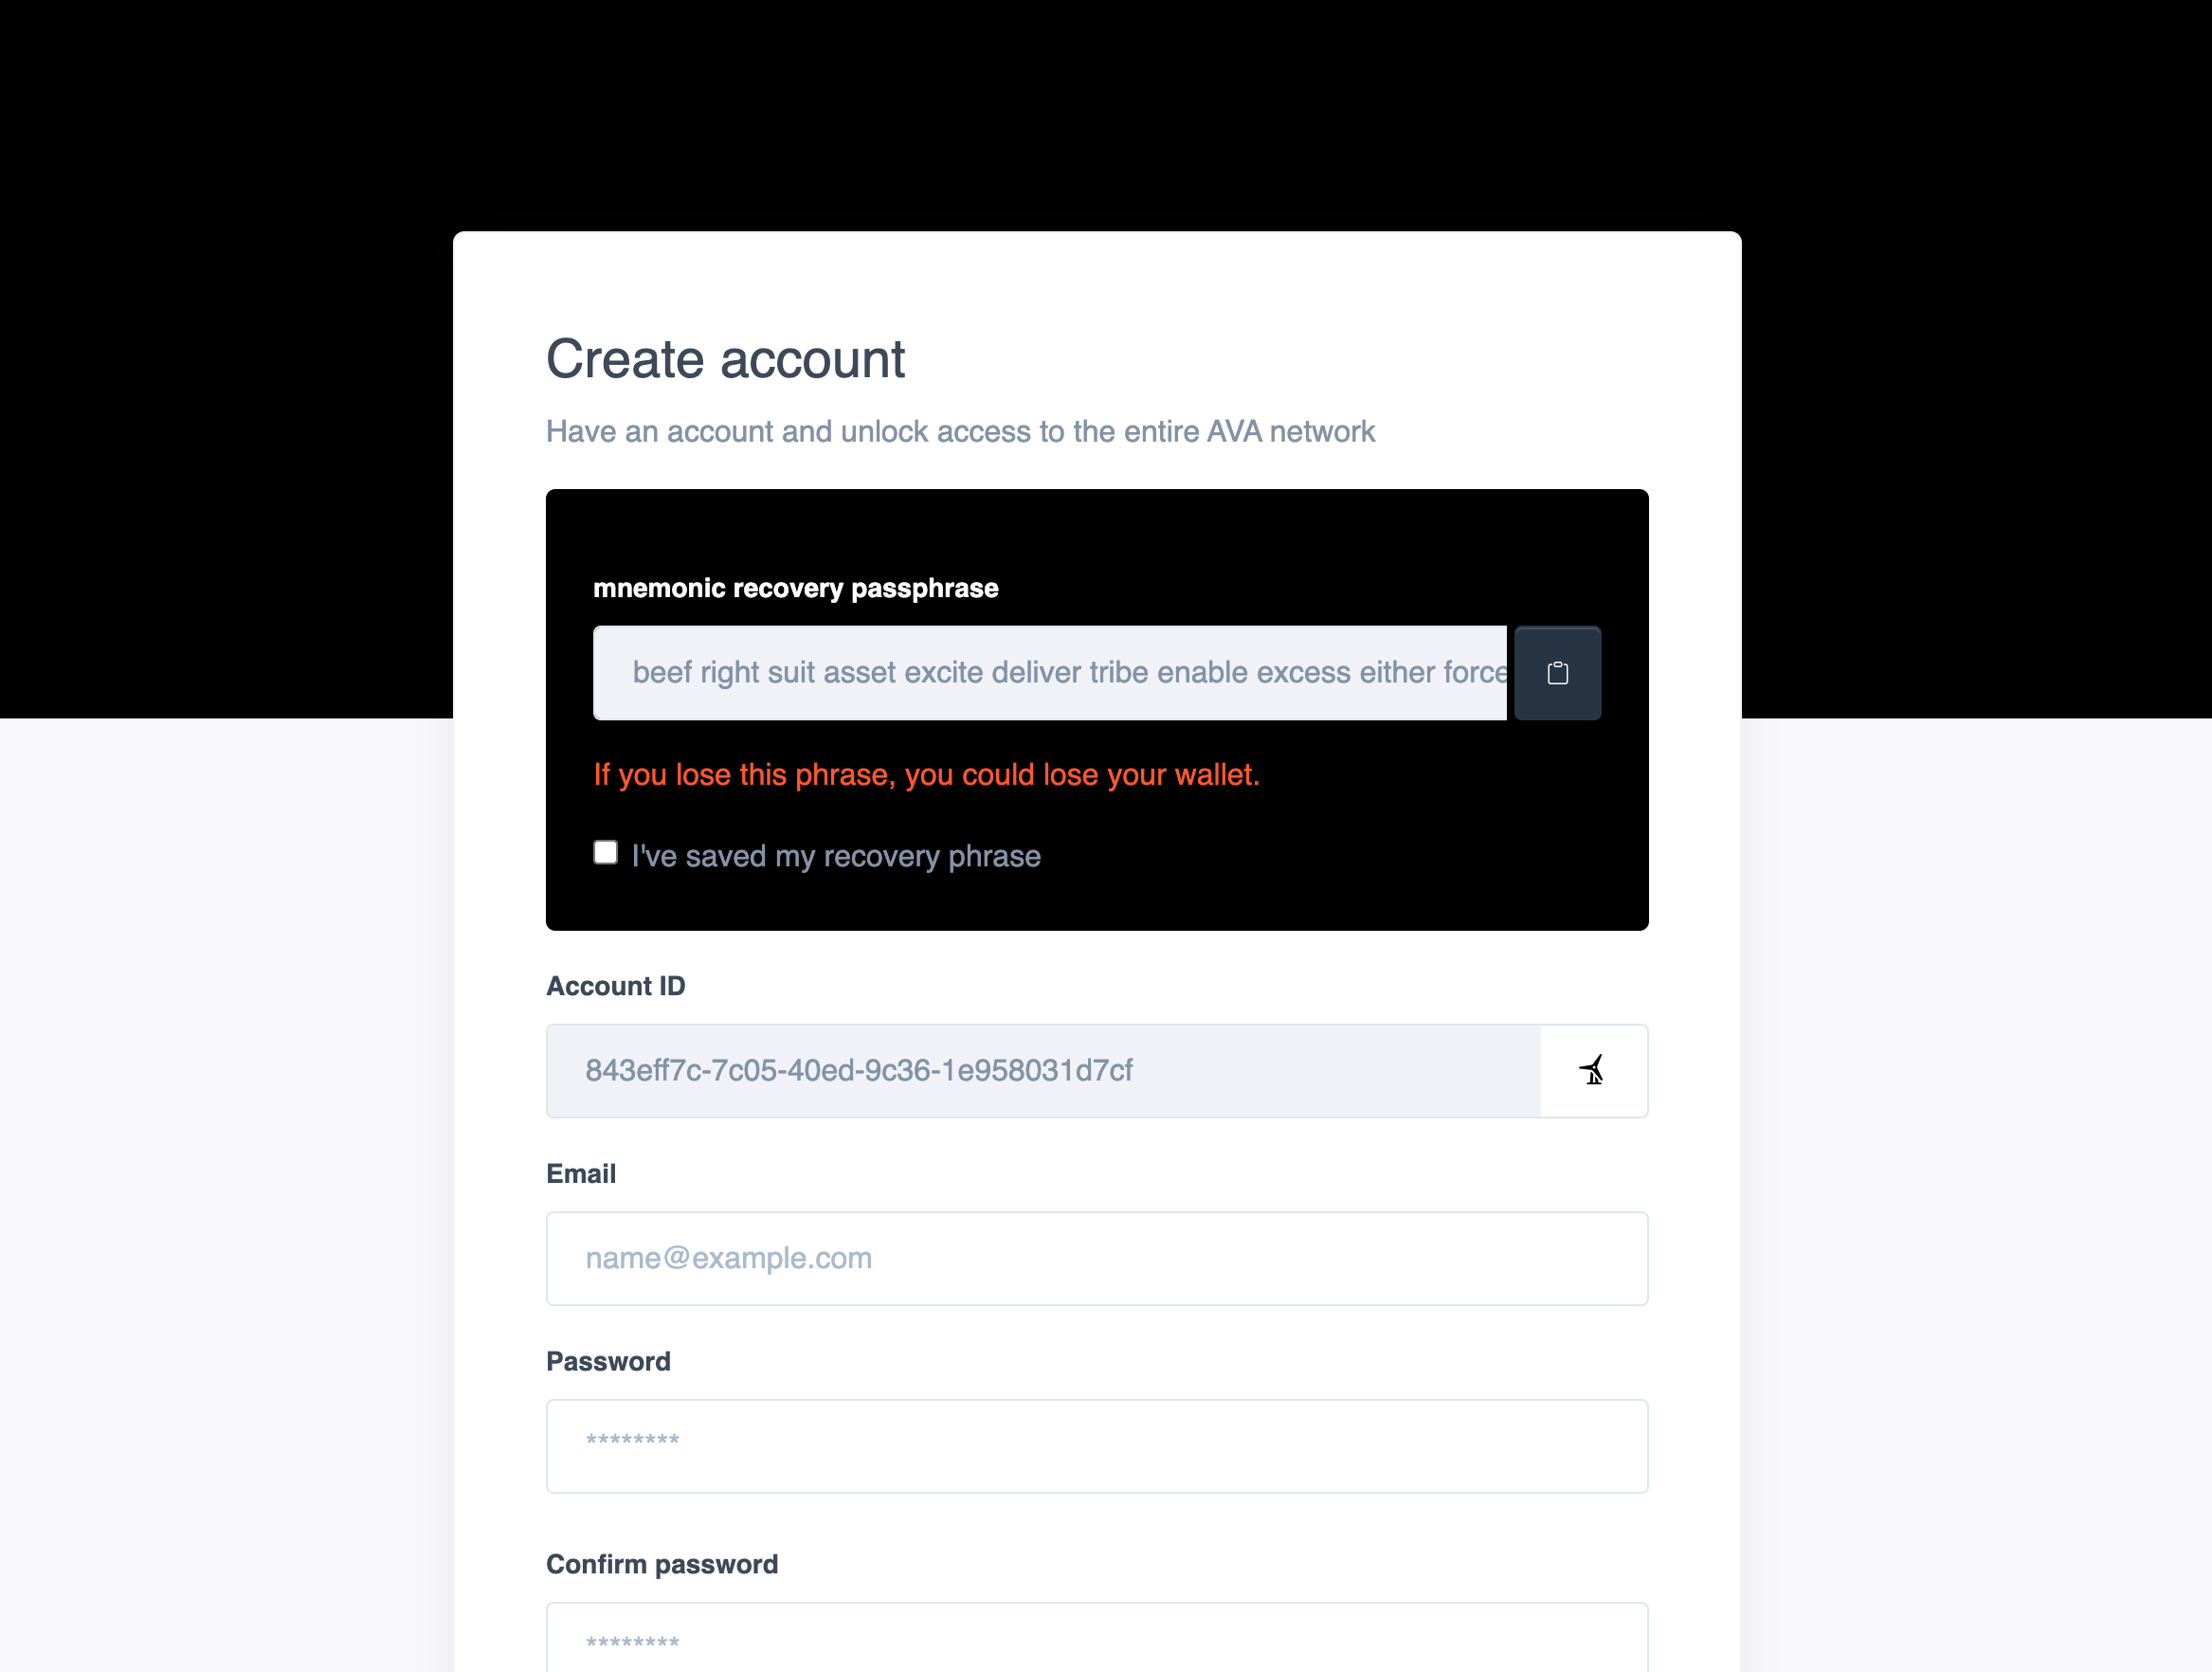 Create account
Have an account and unlock access to the entire AVA network
mnemonic recovery passphrase
beef right suit asset excite deliver tribe enable excess either force
If you lose this phrase, you could lose your wallet.
I've saved my recovery phrase
Account ID
843eff7c-7c05-40ed-9c36-1e958031d7cf
Email
name@example.com
Password
********
Confirm password
********